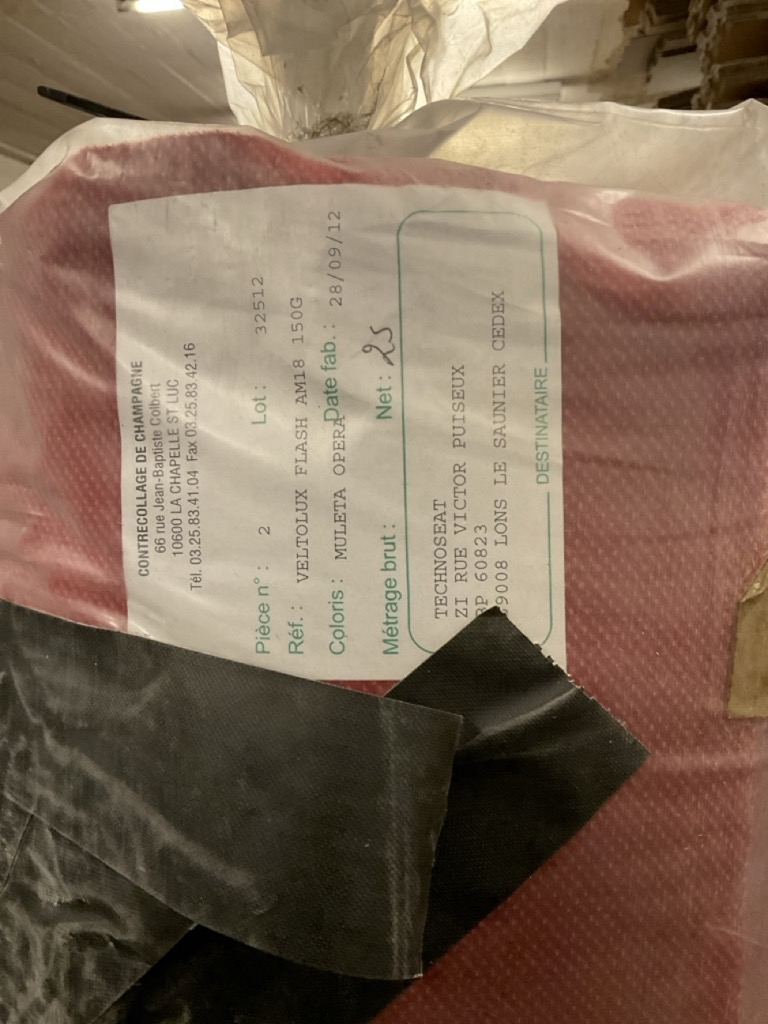 CONTRECOLLAGE DE CHAMPAGNE
66 rue Jean-Baptiste Colbert
10600 LA CHAPELLE ST LUC
Tél. 03.25.83.41.04 Fax 03.25.83.42.16
Pièce n° : 2 Lot : 32512
Réf. : VELTOLUX FLASH AM18 150G
Coloris : MULETA OPERA Date fab. : 28/09/12
Métrage brut : Net : 25
TECHNOSEAT
ZI RUE VICTOR PUISEUX
BP 60823
39008 LONS LE SAUNIER CEDEX
DESTINATAIRE